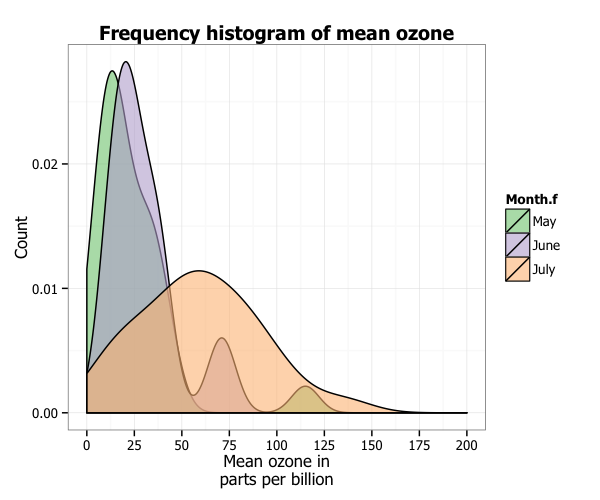 Frequency histogram of mean ozone
Count
0.02
0.01
0.00
0 25 50 75 100 125 150 175 200
Mean ozone in
parts per billion
Month.f
May
June
July